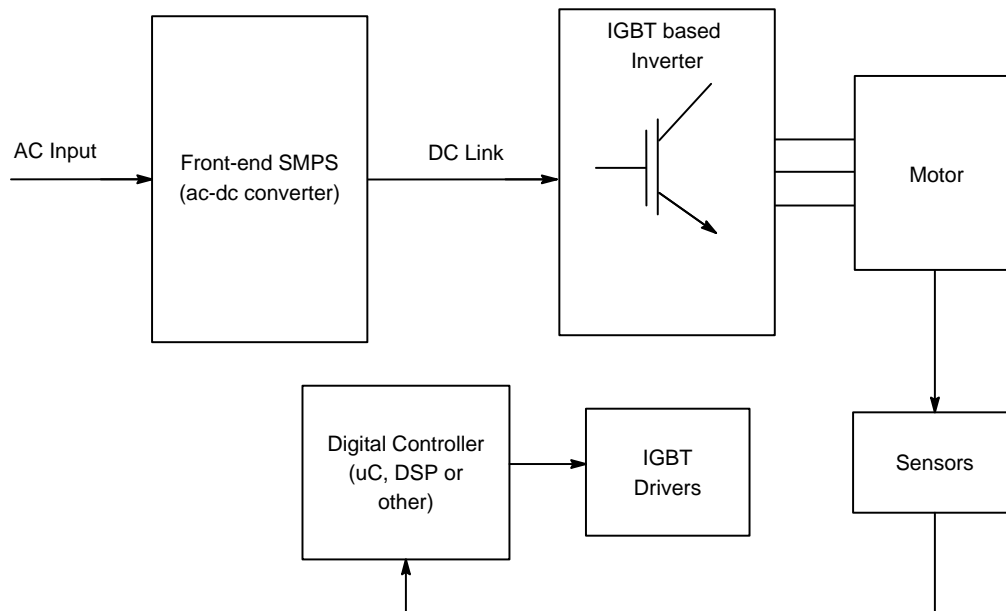 AC Input
Front-end SMPS
(ac-dc converter)
DC Link
IGBT based
Inverter
Motor
Digital Controller
(uC, DSP or
other)
IGBT
Drivers
Sensors